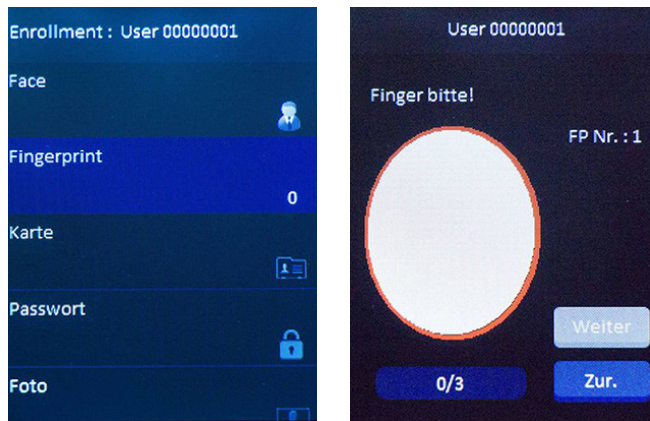 Enrollment : User 00000001
Face
Fingerprint
0
Karte
Passwort
Foto
User 00000001
Finger bitte!
FP Nr. : 1
Weiter
0/3
Zur.